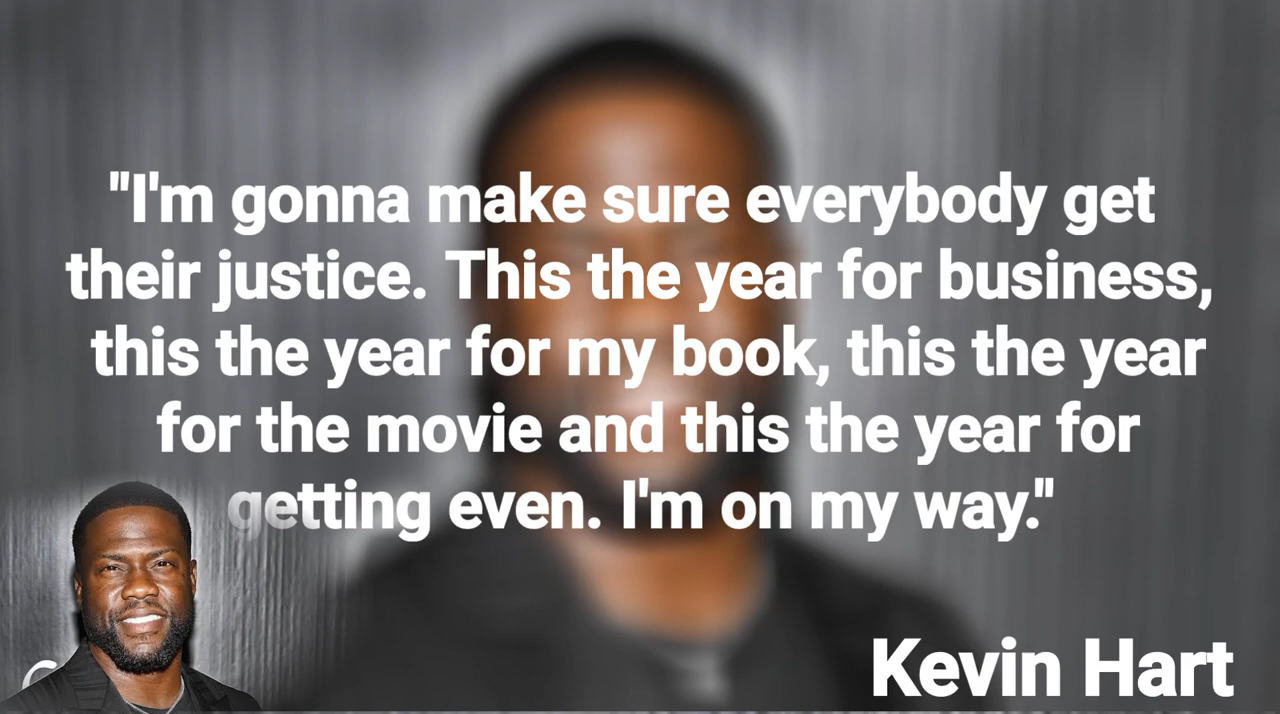 "I'm gonna make sure everybody get
their justice. This the year for business,
this the year for my book, this the year
for the movie and this the year for
getting even. I'm on my way."
Kevin Hart